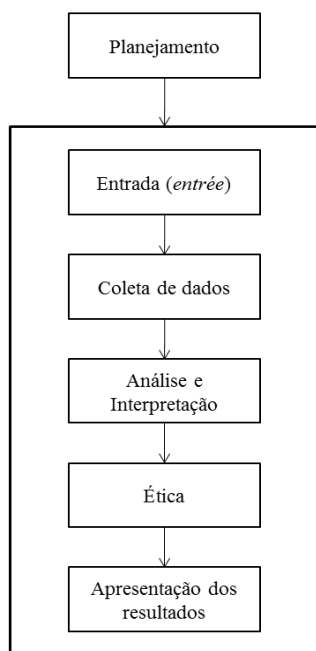 Planejamento
Entrada (entrée)
Coleta de dados
Análise e
Interpretação
Ética
Apresentação dos
resultados